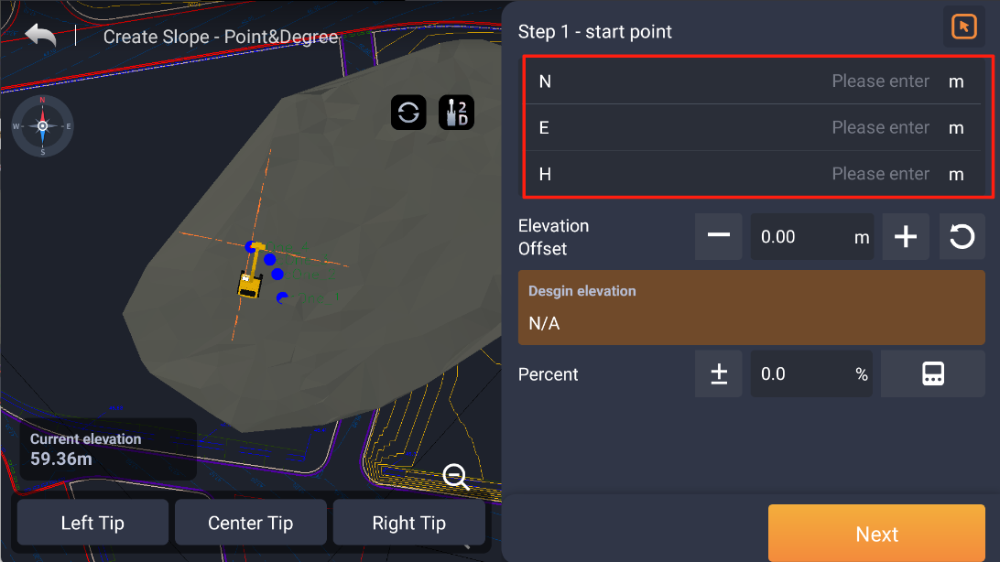 Create Slope - Point&Degree
N
W
E
S
2
D
Current elevation
59.36m
Left Tip
Center Tip
Right Tip
Step 1 - start point
N Please enter m
E Please enter m
H Please enter m
Elevation
Offset
0.00 m
Desgin elevation
N/A
Percent
0.0 %
Next